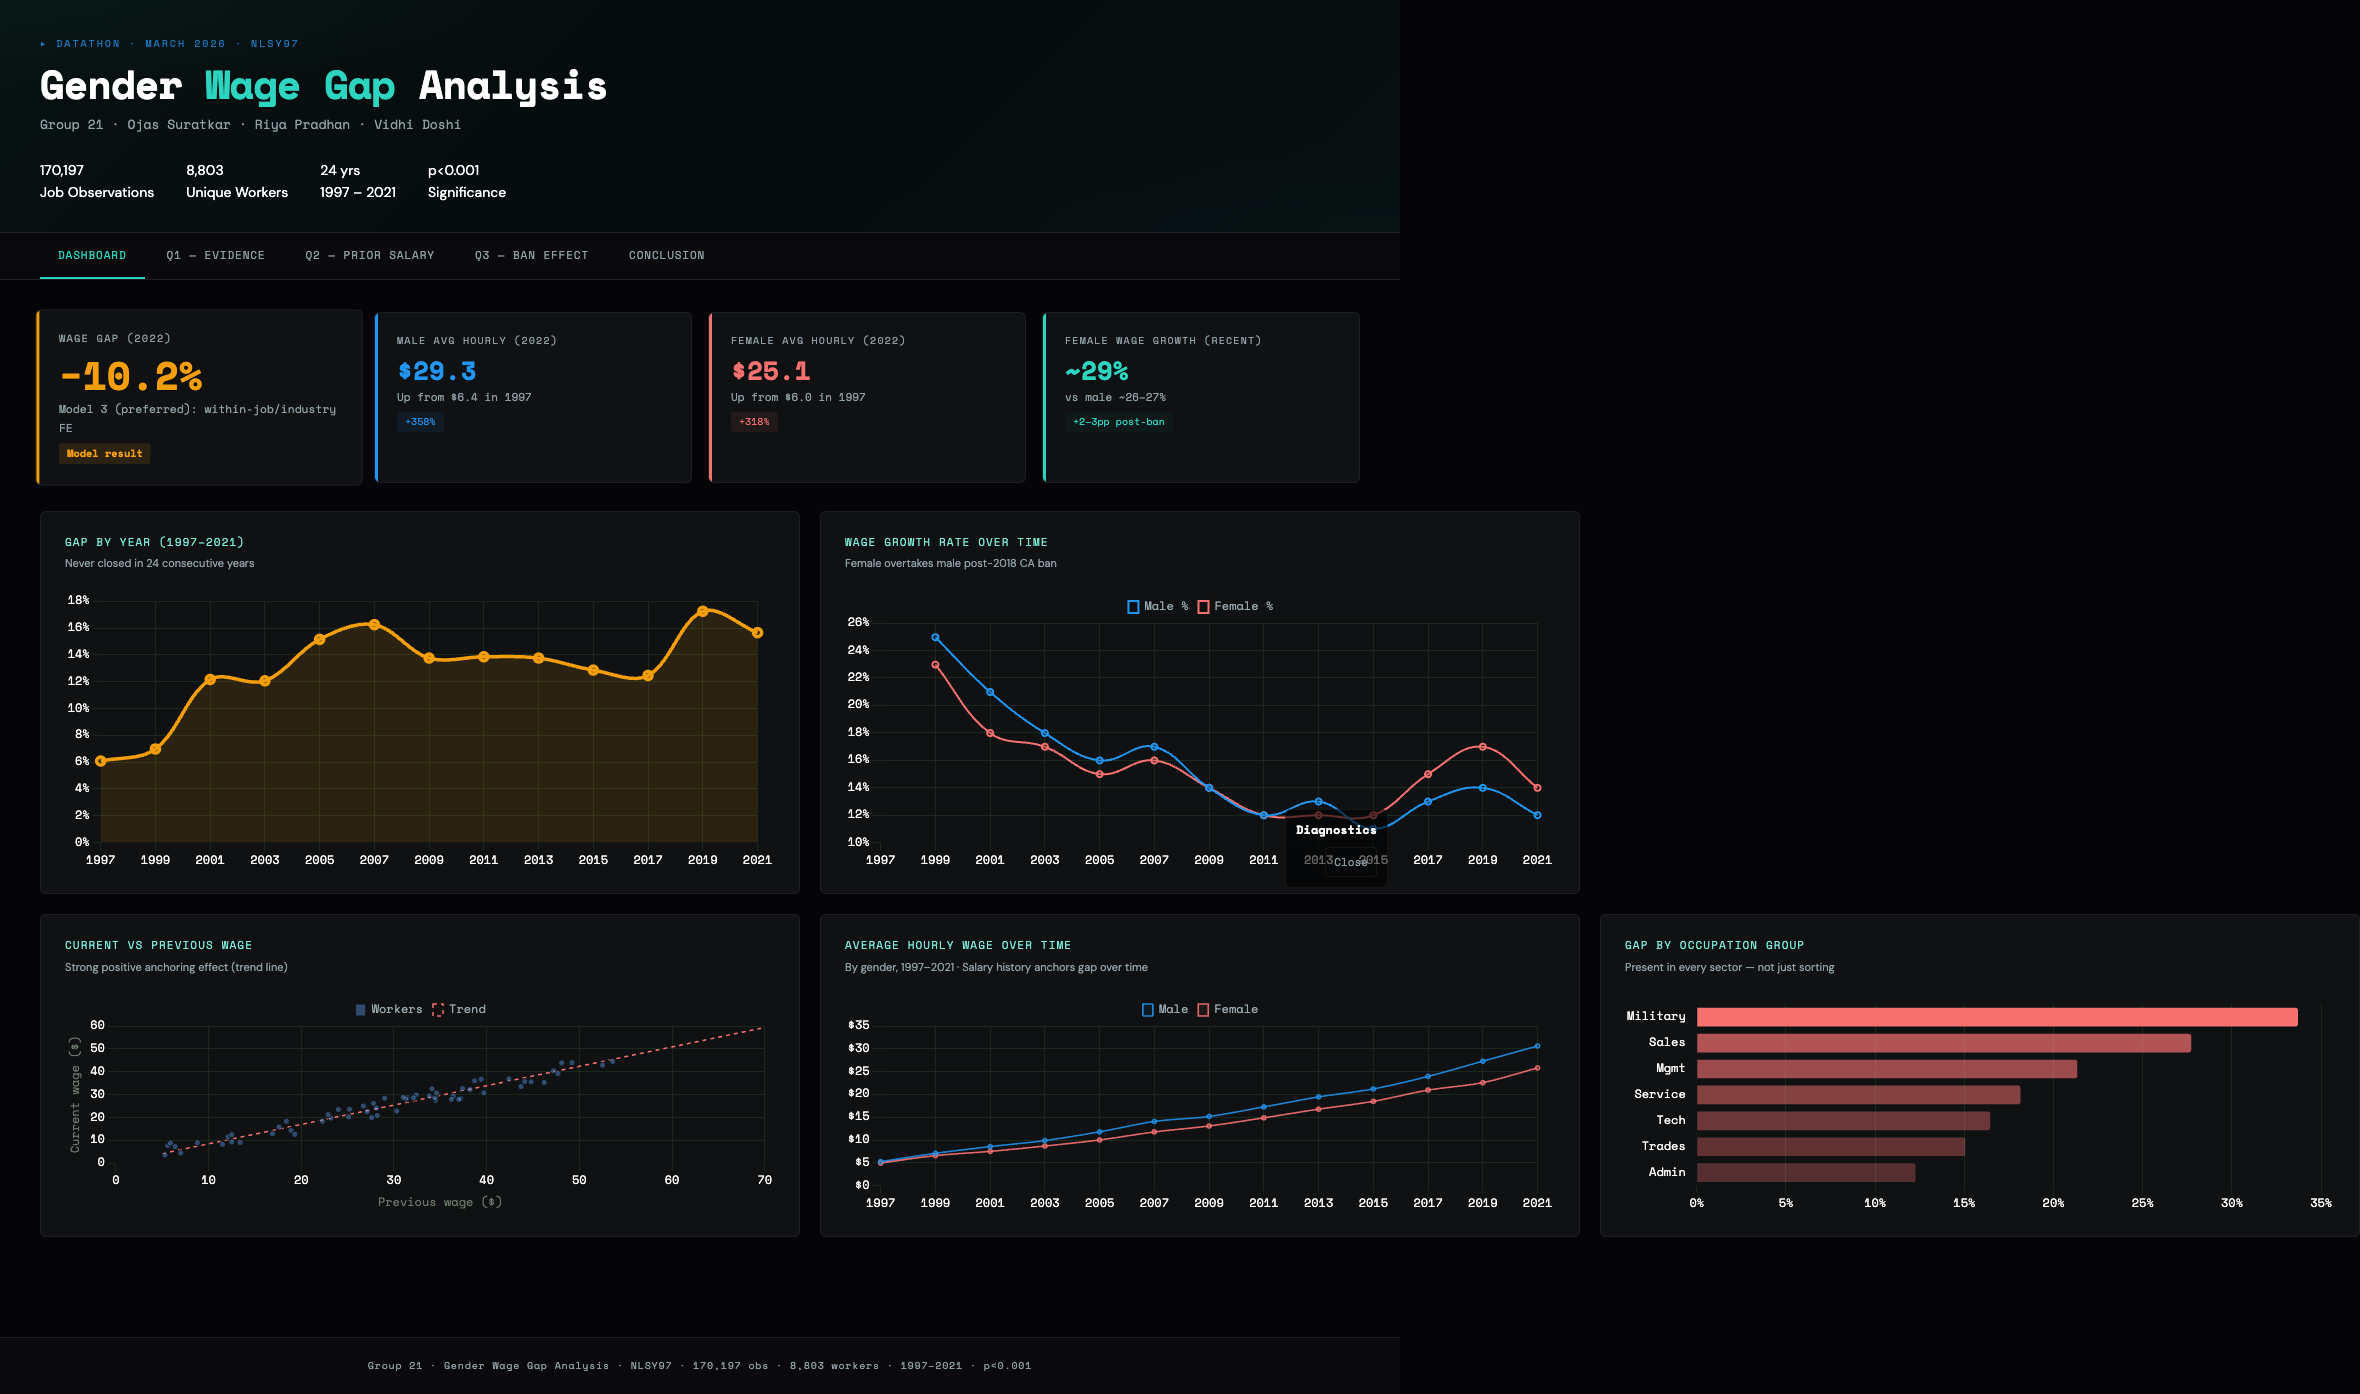 ▸ DATATHON · MARCH 2026 · NLSY97
Gender Wage Gap Analysis
Group 21 · Ojas Suratkar · Riya Pradhan · Vidhi Doshi
170,197
Job Observations
8,803
Unique Workers
24 yrs
1997 – 2021
p<0.001
Significance
DASHBOARD
Q1 — EVIDENCE
Q2 — PRIOR SALARY
Q3 — BAN EFFECT
CONCLUSION
WAGE GAP (2022)
−10.2%
Model 3 (preferred): within-job/industry
FE
Model result
MALE AVG HOURLY (2022)
$29.3
Up from $6.4 in 1997
+358%
FEMALE AVG HOURLY (2022)
$25.1
Up from $6.0 in 1997
+318%
FEMALE WAGE GROWTH (RECENT)
~29%
vs male ~26–27%
+2–3pp post-ban
GAP BY YEAR (1997–2021)
Never closed in 24 consecutive years
18%
16%
14%
12%
10%
8%
6%
4%
2%
0%
1997 1999 2001 2003 2005 2007 2009 2011 2013 2015 2017 2019 2021
WAGE GROWTH RATE OVER TIME
Female overtakes male post-2018 CA ban
Male % Female %
26%
24%
22%
20%
18%
16%
14%
12%
10%
1997 1999 2001 2003 2005 2007 2009 2011 2013 2015 2017 2019 2021
Diagnostics
Close
CURRENT VS PREVIOUS WAGE
Strong positive anchoring effect (trend line)
Workers Trend
Current wage ($)
60
50
40
30
20
10
0
0 10 20 30 40 50 60 70
Previous wage ($)
AVERAGE HOURLY WAGE OVER TIME
By gender, 1997–2021 · Salary history anchors gap over time
Male Female
$35
$30
$25
$20
$15
$10
$5
$0
1997 1999 2001 2003 2005 2007 2009 2011 2013 2015 2017 2019 2021
GAP BY OCCUPATION GROUP
Present in every sector — not just sorting
Military
Sales
Mgmt
Service
Tech
Trades
Admin
0% 5% 10% 15% 20% 25% 30% 35%
Group 21 · Gender Wage Gap Analysis · NLSY97 · 170,197 obs · 8,803 workers · 1997–2021 · p<0.001